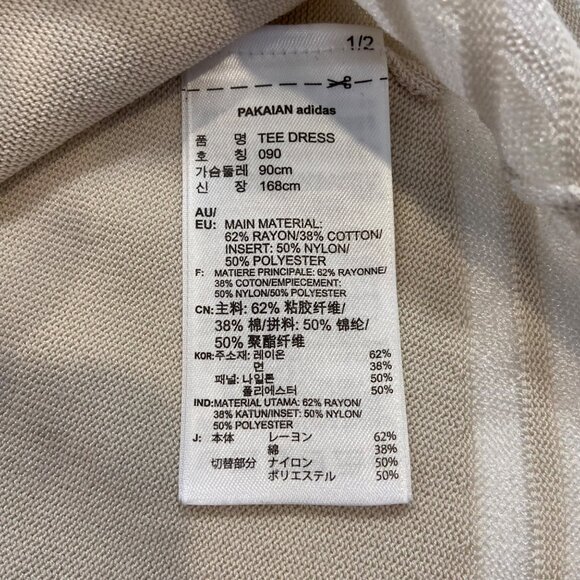 1/2
PAKAIAN adidas
품 명 TEE DRESS
호 칭 090
가슴둘레 90cm
신 장 168cm
AU/
EU: MAIN MATERIAL:
62% RAYON/38% COTTON/
INSERT: 50% NYLON/
50% POLYESTER
F: MATIERE PRINCIPALE: 62% RAYONNE/
38% COTON/EMPIECEMENT:
50% NYLON/50% POLYESTER
CN: 主料: 62% 粘胶纤维/
38% 棉/拼料: 50% 锦纶/
50% 聚酯纤维
KOR: 주소재: 레이온 62%
면 38%
패널: 나일론 50%
폴리에스터 50%
IND: MATERIAL UTAMA: 62% RAYON/
38% KATUN/INSET: 50% NYLON/
50% POLYESTER
J: 本体 レーヨン 62%
綿 38%
切替部分 ナイロン 50%
ポリエステル 50%